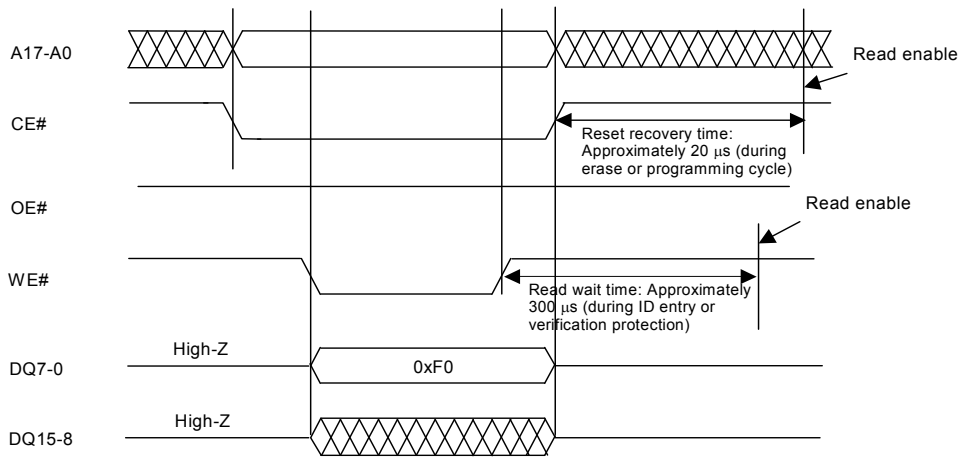 A17-A0
Read enable
CE#
Reset recovery time:
Approximately 20 μs (during
erase or programming cycle)
OE#
Read enable
WE#
Read wait time: Approximately
300 μs (during ID entry or
verification protection)
High-Z
DQ7-0
0xF0
High-Z
DQ15-8